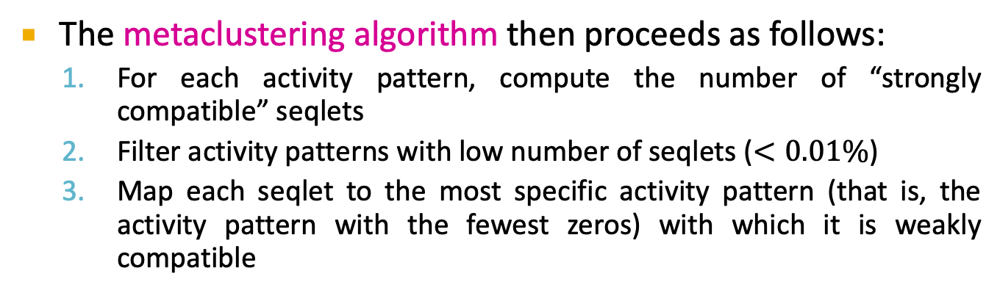 The metaclustering algorithm then proceeds as follows:
1. For each activity pattern, compute the number of “strongly
compatible” seqlets
2. Filter activity patterns with low number of seqlets (< 0.01%)
3. Map each seqlet to the most specific activity pattern (that is, the
activity pattern with the fewest zeros) with which it is weakly
compatible